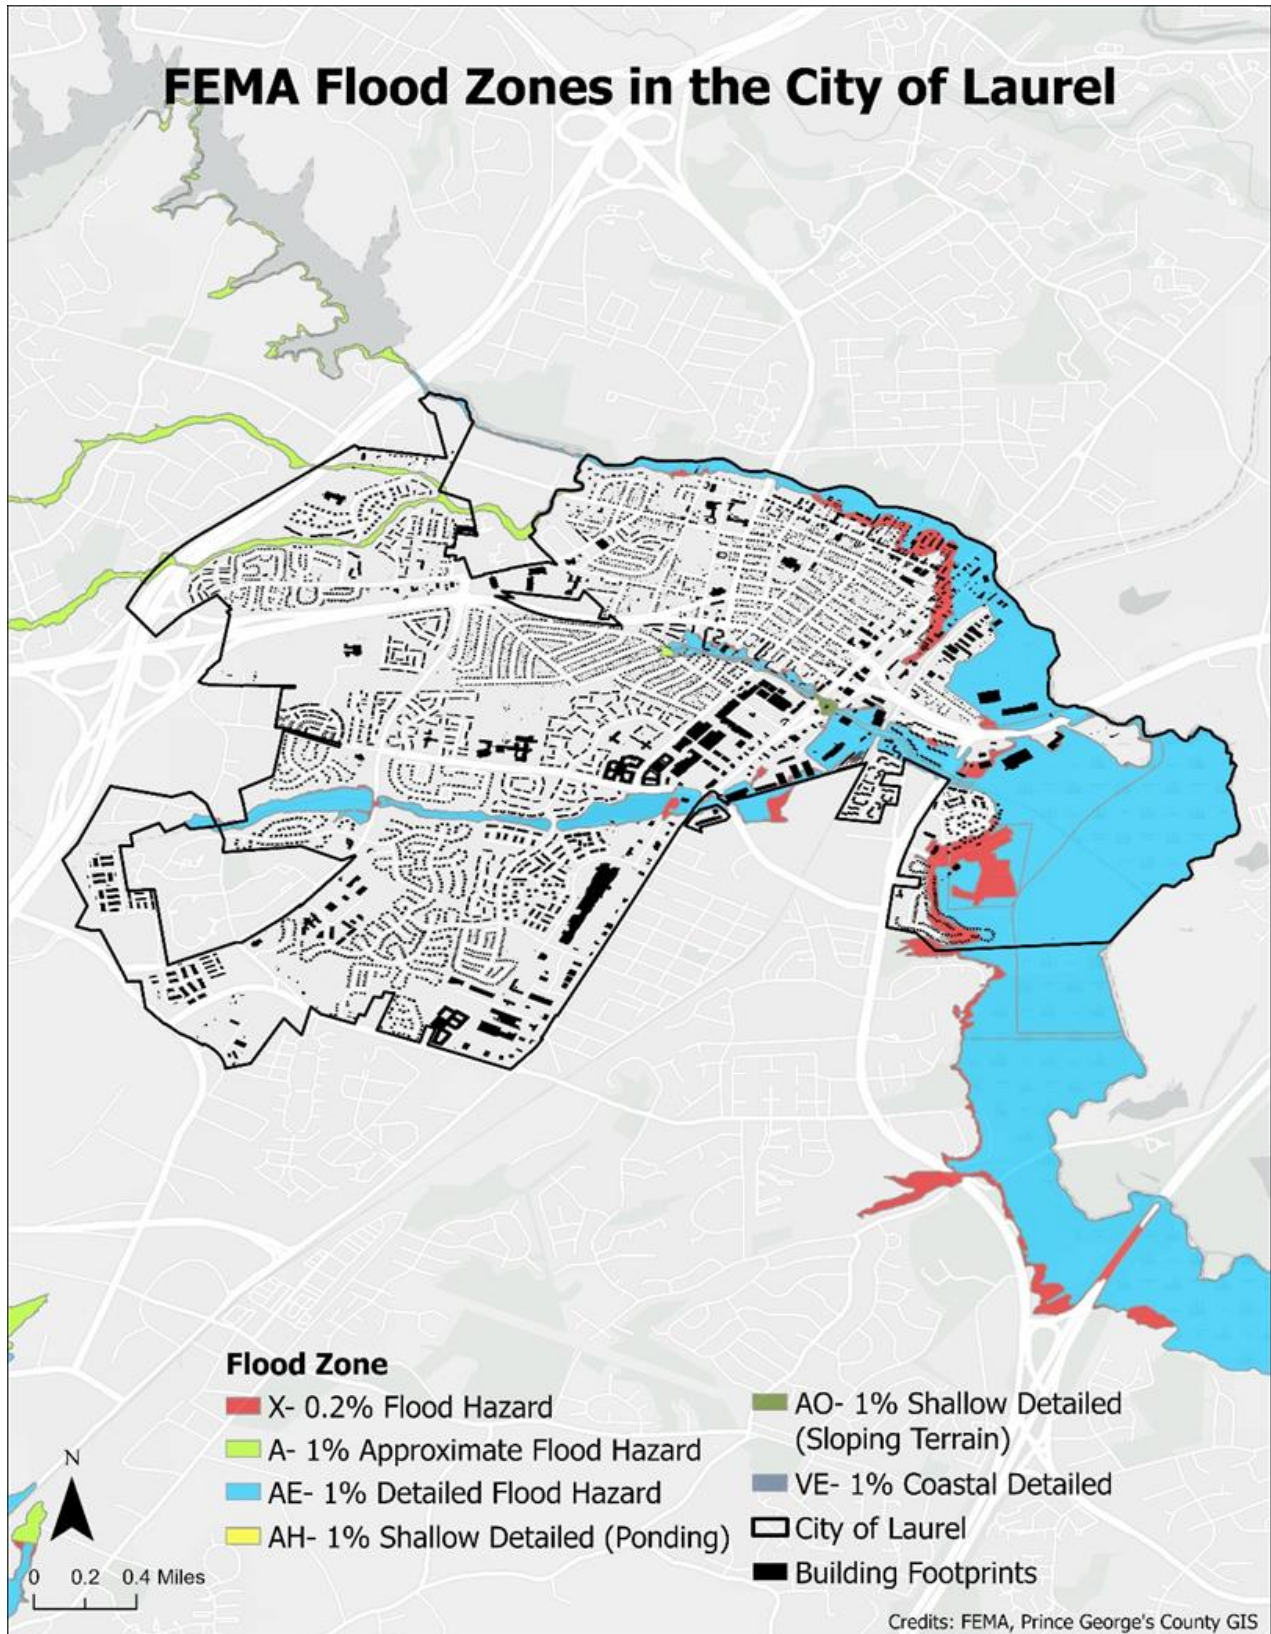 FEMA Flood Zones in the City of Laurel
Flood Zone
X- 0.2% Flood Hazard
A- 1% Approximate Flood Hazard
AE- 1% Detailed Flood Hazard
AH- 1% Shallow Detailed (Ponding)
AO- 1% Shallow Detailed
(Sloping Terrain)
VE- 1% Coastal Detailed
City of Laurel
Building Footprints
N
0 0.2 0.4 Miles
Credits: FEMA, Prince George's County GIS